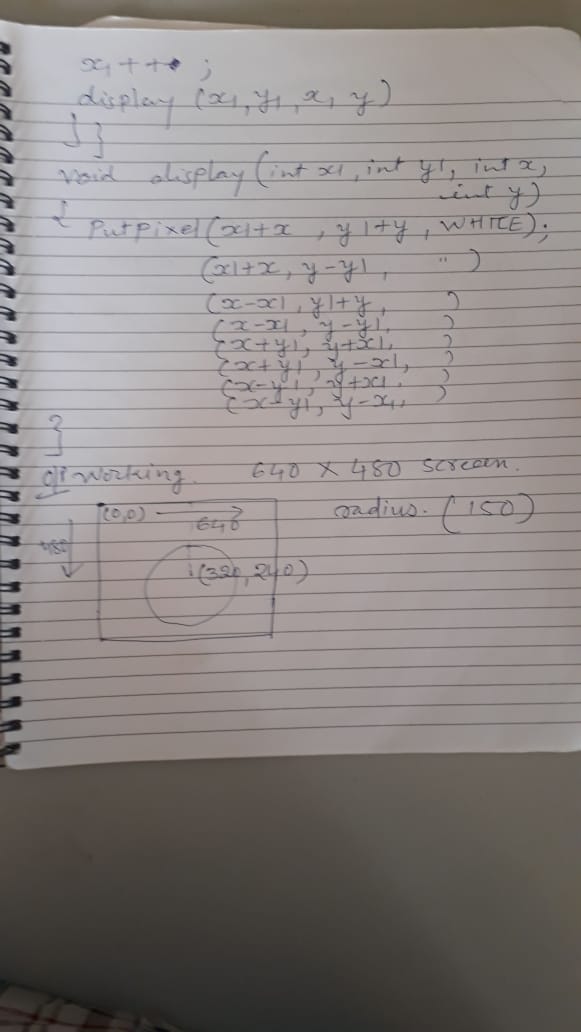 x1++;
display (x1, y1, x, y)
} }
void display (int x1, int y1, int x,
int y)
{ Putpixel (x1+x, y1+y, WHITE);
(x1+x, y-y1, " )
(x-x1, y1+y, )
(x-x1, y-y1, )
(x+y1, y+x1, )
(x+y1, y-x1, )
(x-y1, y+x1, )
(x-y1, y-x1, )
}
working. 640 x 480 screen.
(0,0) → 640 radius. (150)
480
(320, 240)